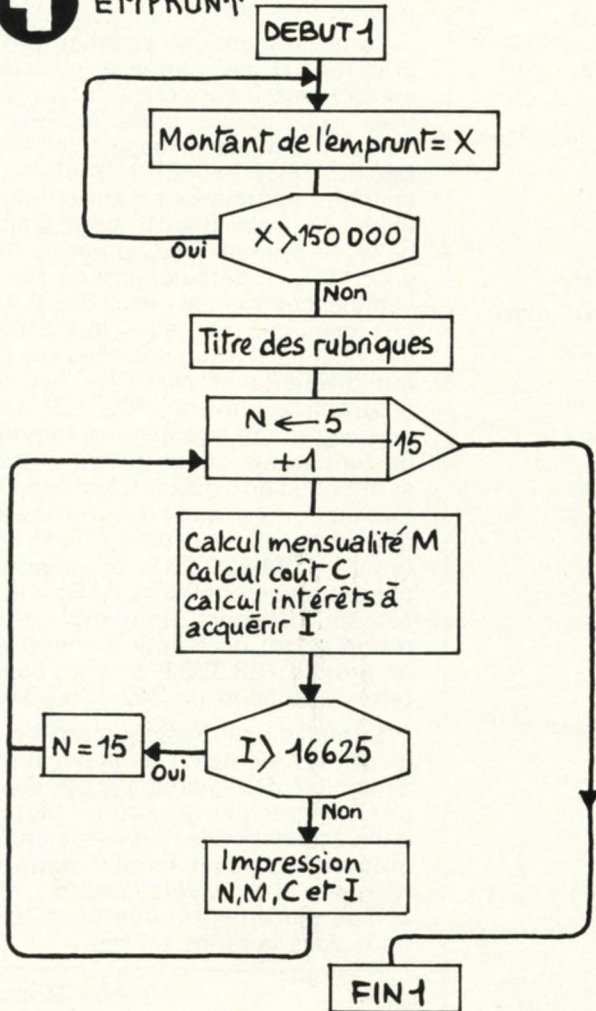 EMPRUNT
DEBUT 1
Montant de l'emprunt = X
X > 150 000
Oui
Non
Titre des rubriques
N ← 5
15
+1
Calcul mensualité M
Calcul coût C
calcul intérêts à
acquérir I
I > 16625
N = 15
Oui
Non
Impression
N, M, C et I
FIN 1